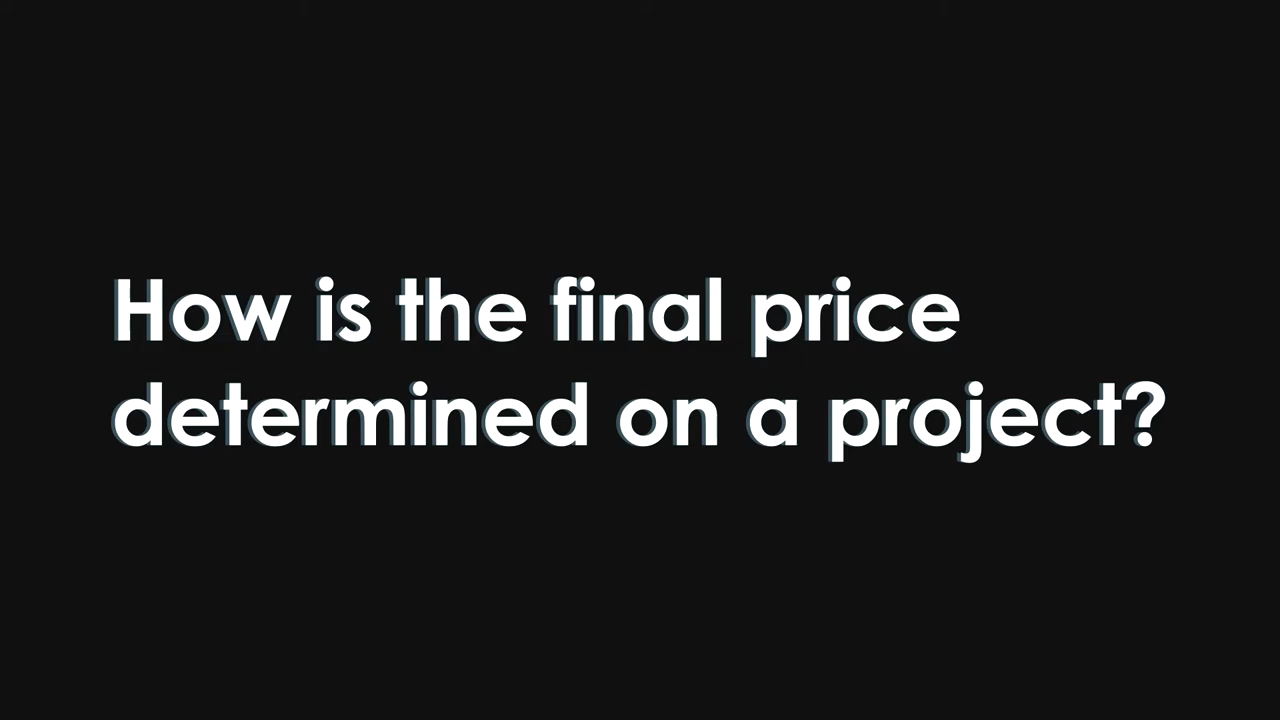 How is the final price
determined on a project?